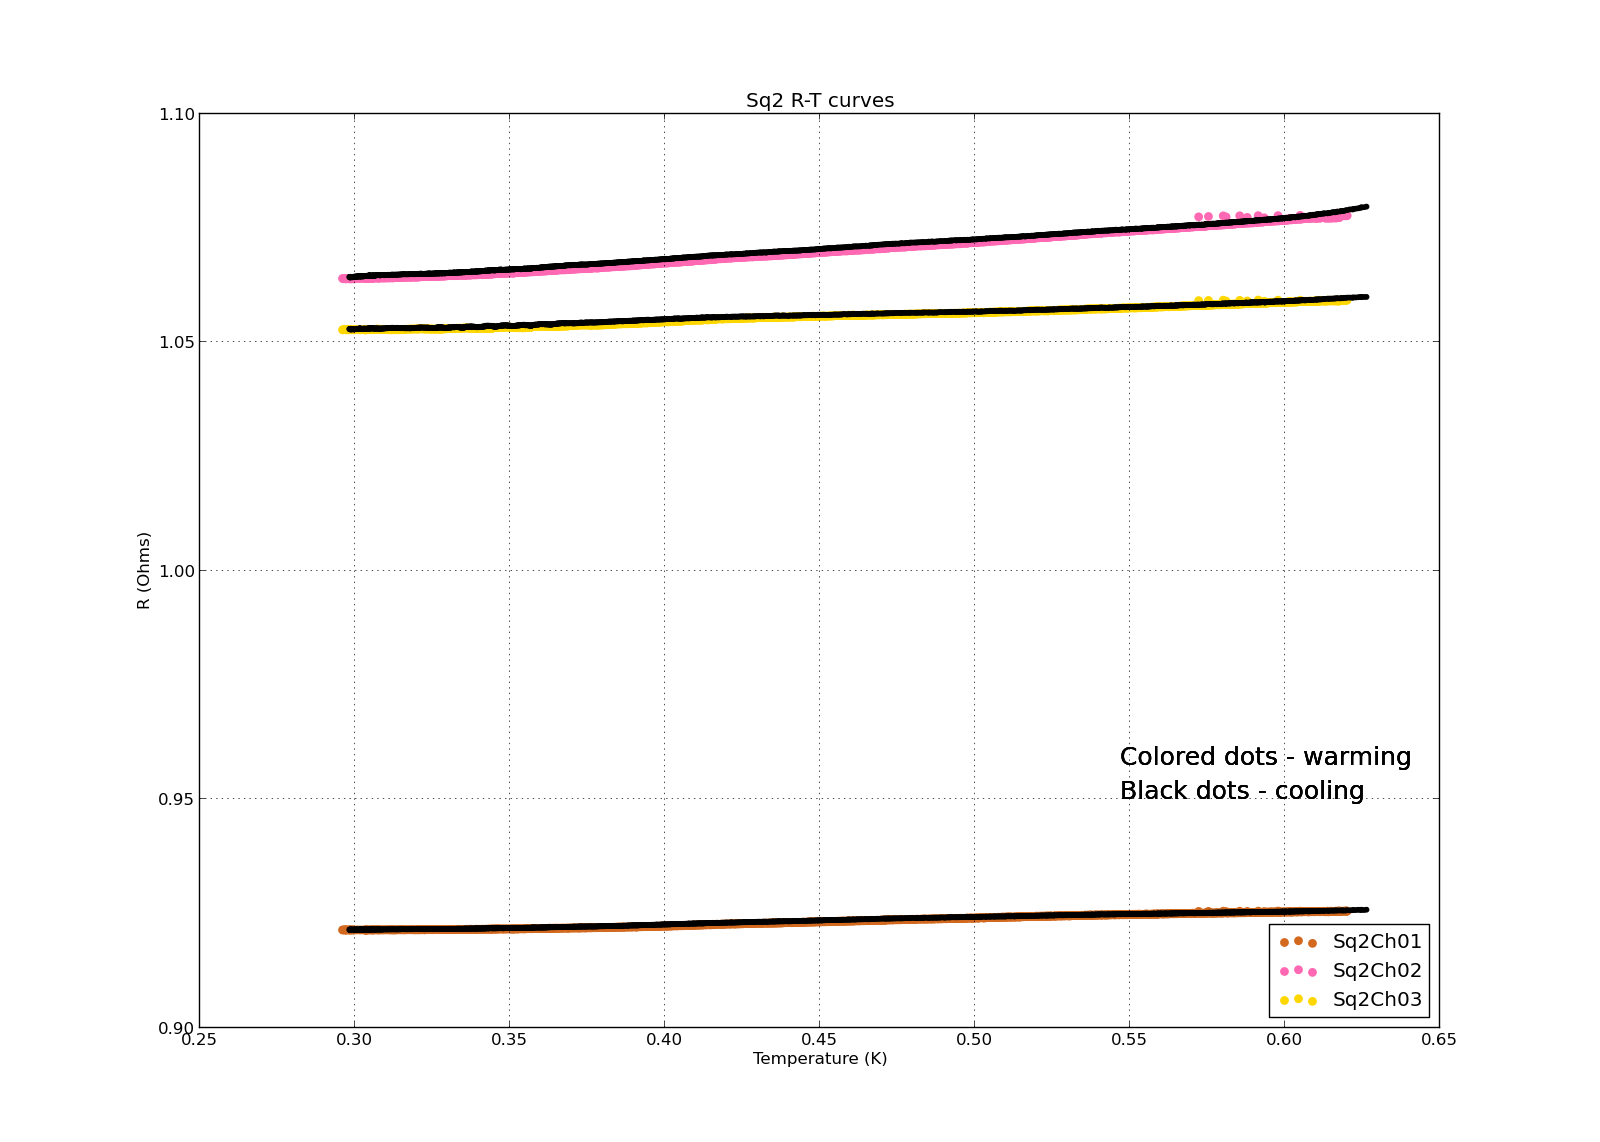 Sq2 R-T curves
1.10
1.05
1.00
0.95
0.90
R (Ohms)
Colored dots - warming
Black dots - cooling
Sq2Ch01
Sq2Ch02
Sq2Ch03
0.25 0.30 0.35 0.40 0.45 0.50 0.55 0.60 0.65
Temperature (K)